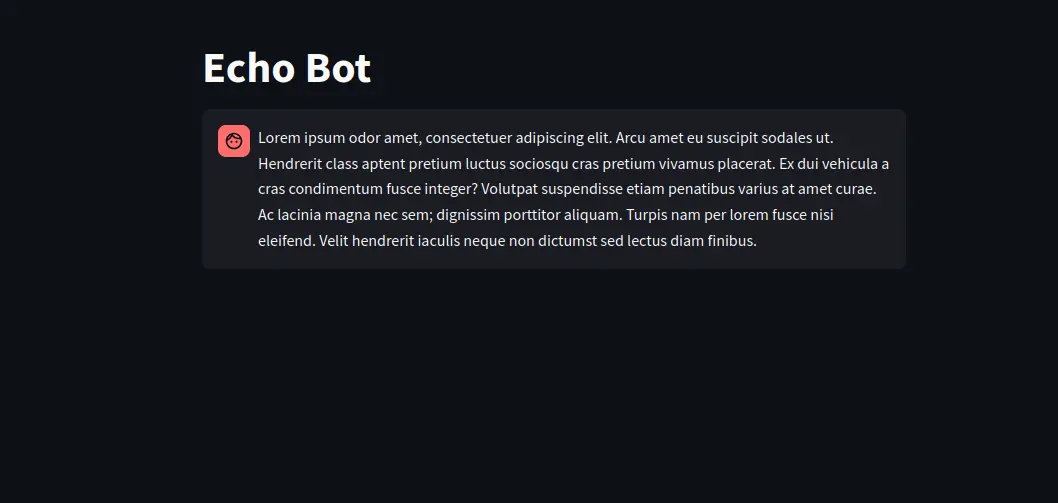 Echo Bot
Lorem ipsum odor amet, consectetuer adipiscing elit. Arcu amet eu suscipit sodales ut.
Hendrerit class aptent pretium luctus sociosqu cras pretium vivamus placerat. Ex dui vehicula a
cras condimentum fusce integer? Volutpat suspendisse etiam penatibus varius at amet curae.
Ac lacinia magna nec sem; dignissim porttitor aliquam. Turpis nam per lorem fusce nisi
eleifend. Velit hendrerit iaculis neque non dictumst sed lectus diam finibus.